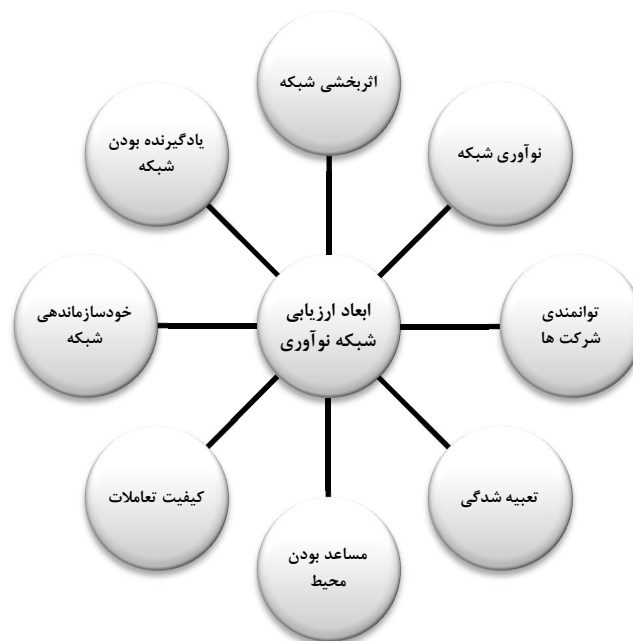 اثربخشی شبکه
نوآوری شبکه
توانمندی
شرکت ها
تعبیه شدگی
مساعد بودن
محیط
کیفیت تعاملات
خودسازماندهی
شبکه
یادگیرنده بودن
شبکه
ابعاد ارزیابی
شبکه نوآوری